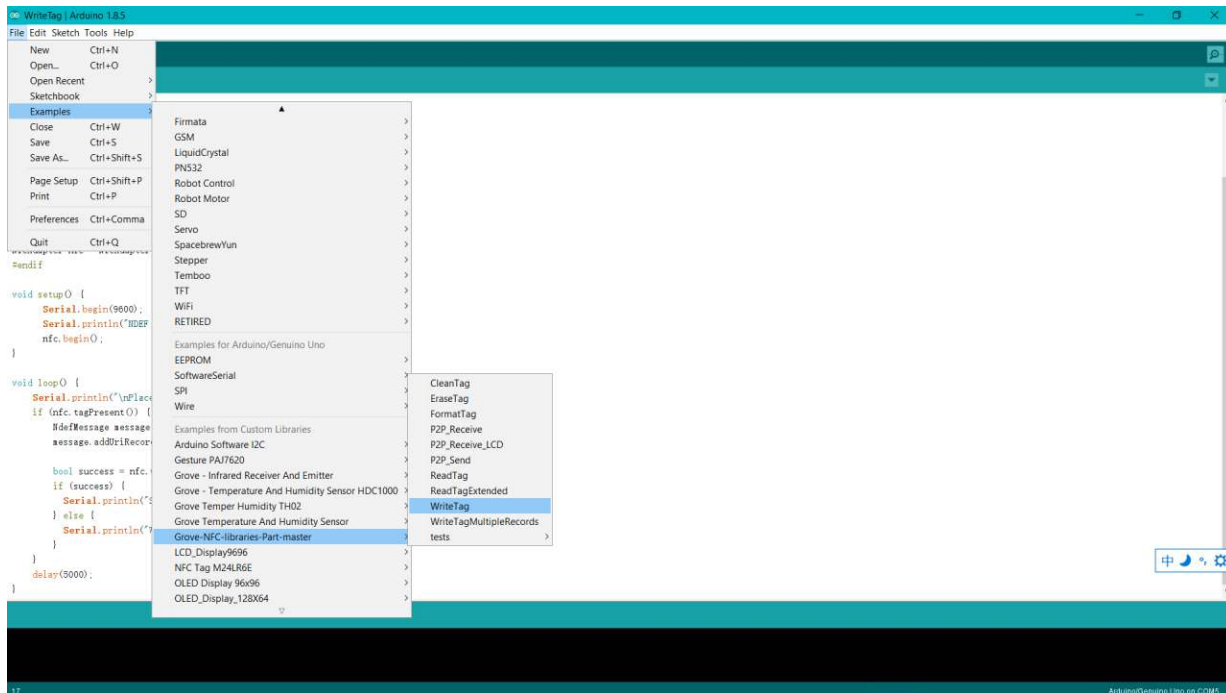 WriteTag | Arduino 1.8.5
File Edit Sketch Tools Help
New Ctrl+N
Open... Ctrl+O
Open Recent
Sketchbook
Examples
Close Ctrl+W
Save Ctrl+S
Save As... Ctrl+Shift+S
Page Setup Ctrl+Shift+P
Print Ctrl+P
Preferences Ctrl+Comma
Quit Ctrl+Q
Firmata
GSM
LiquidCrystal
PN532
Robot Control
Robot Motor
SD
Servo
SpacebrewYun
Stepper
Temboo
TFT
WiFi
RETIRED
Examples for Arduino/Genuino Uno
EEPROM
SoftwareSerial
SPI
Wire
Examples from Custom Libraries
Arduino Software I2C
Gesture PAJ7620
Grove - Infrared Receiver And Emitter
Grove - Temperature And Humidity Sensor HDC1000
Grove Temper Humidity TH02
Grove Temperature And Humidity Sensor
Grove-NFC-libraries-Part-master
LCD_Display9696
NFC Tag M24LR6E
OLED Display 96x96
OLED_Display_128X64
CleanTag
EraseTag
FormatTag
P2P_Receive
P2P_Receive_LCD
P2P_Send
ReadTag
ReadTagExtended
WriteTag
WriteTagMultipleRecords
tests
#endif
void setup() {
Serial.begin(9600);
Serial.println("NDEF
nfc.begin();
}
void loop() {
Serial.println("\nPlace
if (nfc.tagPresent()) {
NdefMessage message
message.addUriRecor
bool success = nfc.
if (success) {
Serial.println("S
} else {
Serial.println("
}
}
delay(5000);
}
中
17
Arduino/Genuino Uno on COM6